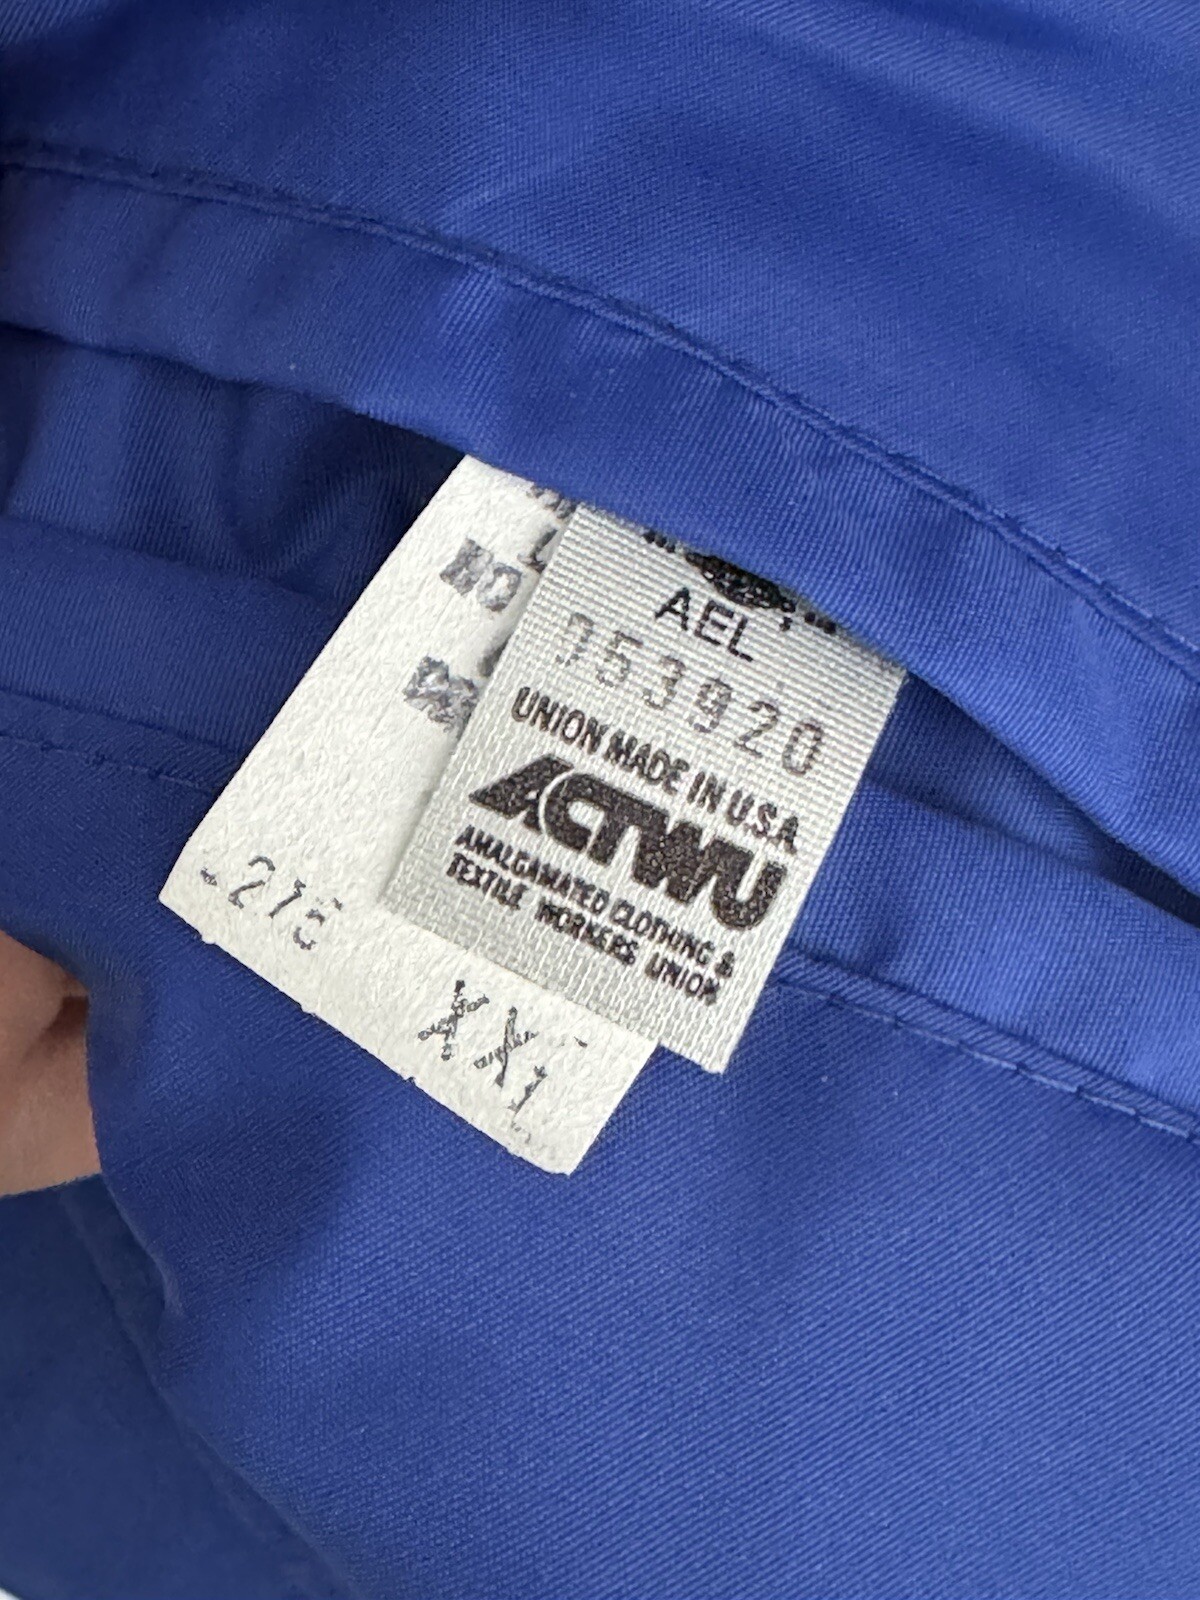 AEL
953920
UNION MADE IN U.S.A
ACTWU
AMALGAMATED CLOTHING &
TEXTILE WORKERS UNION
XXL